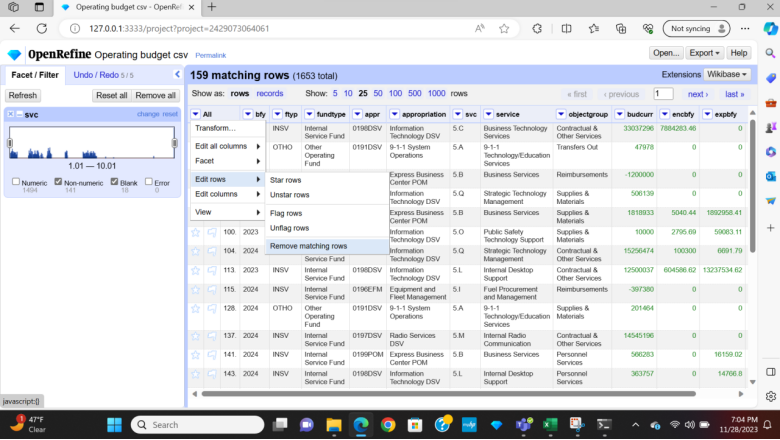 Operating budget csv - OpenRefi
127.0.0.1:3333/project?project=2429073064061
Not syncing
OpenRefine Operating budget csv Permalink
Open... Export Help
Facet / Filter Undo / Redo 5 / 5
159 matching rows (1653 total)
Extensions Wikibase
Refresh Reset all Remove all
Show as: rows records Show: 5 10 25 50 100 500 1000 rows
« first ‹ previous 1 next › last »
svc change reset
1.01 — 10.01
Numeric 1494
Non-numeric 141
Blank 18
Error 0
All bfy ftyp fundtype appr appropriation svc service objectgroup budcurr encbfy expbfy
Transform...
Edit all columns
Facet
Edit rows
Edit columns
View
Star rows
Unstar rows
Flag rows
Unflag rows
Remove matching rows
INSV Internal Service Fund 0198DSV Information Technology DSV 5.C Business Technology Services Contractual & Other Services 33037296 7884283.46 0
OTHO Other Operating Fund 0191DSV 9-1-1 System Operations 5.A 9-1-1 Technology/Education Services Transfers Out 47978 0 0
Express Business Center POM 5.B Business Services Reimbursements -1200000 0 0
Information Technology DSV 5.Q Strategic Technology Management Supplies & Materials 506139 0 0
Express Business Center POM 5.B Business Services Supplies & Materials 1818933 5040.44 1892958.41
100. 2023 Information Technology DSV 5.O Public Safety Technology Support Supplies & Materials 10000 2795.69 59083.11
104. 2024 Service Fund Information Technology DSV 5.Q Strategic Technology Management Contractual & Other Services 15256474 100300 6691.79
113. 2023 INSV Internal Service Fund 0198DSV Information Technology DSV 5.L Internal Desktop Support Contractual & Other Services 12500037 604586.62 13237534.62
115. 2024 INSV Internal Service Fund 0196EFM Equipment and Fleet Management 5.I Fuel Procurement and Management Reimbursements -397380 0 0
128. 2024 OTHO Other Operating Fund 0191DSV 9-1-1 System Operations 5.A 9-1-1 Technology/Education Services Supplies & Materials 201464 0 0
137. 2024 INSV Internal Service Fund 0197DSV Radio Services DSV 5.M Internal Radio Communication Contractual & Other Services 14545196 0 0
141. 2024 INSV Internal Service Fund 0199POM Express Business Center POM 5.B Business Services Personnel Services 566283 0 16159.02
143. 2024 INSV Internal Service Fund 0198DSV Information Technology DSV 5.L Internal Desktop Support Personnel Services 363757 0 14766.8
javascript:{}
47°F
Clear
Search
7:04 PM
11/28/2023